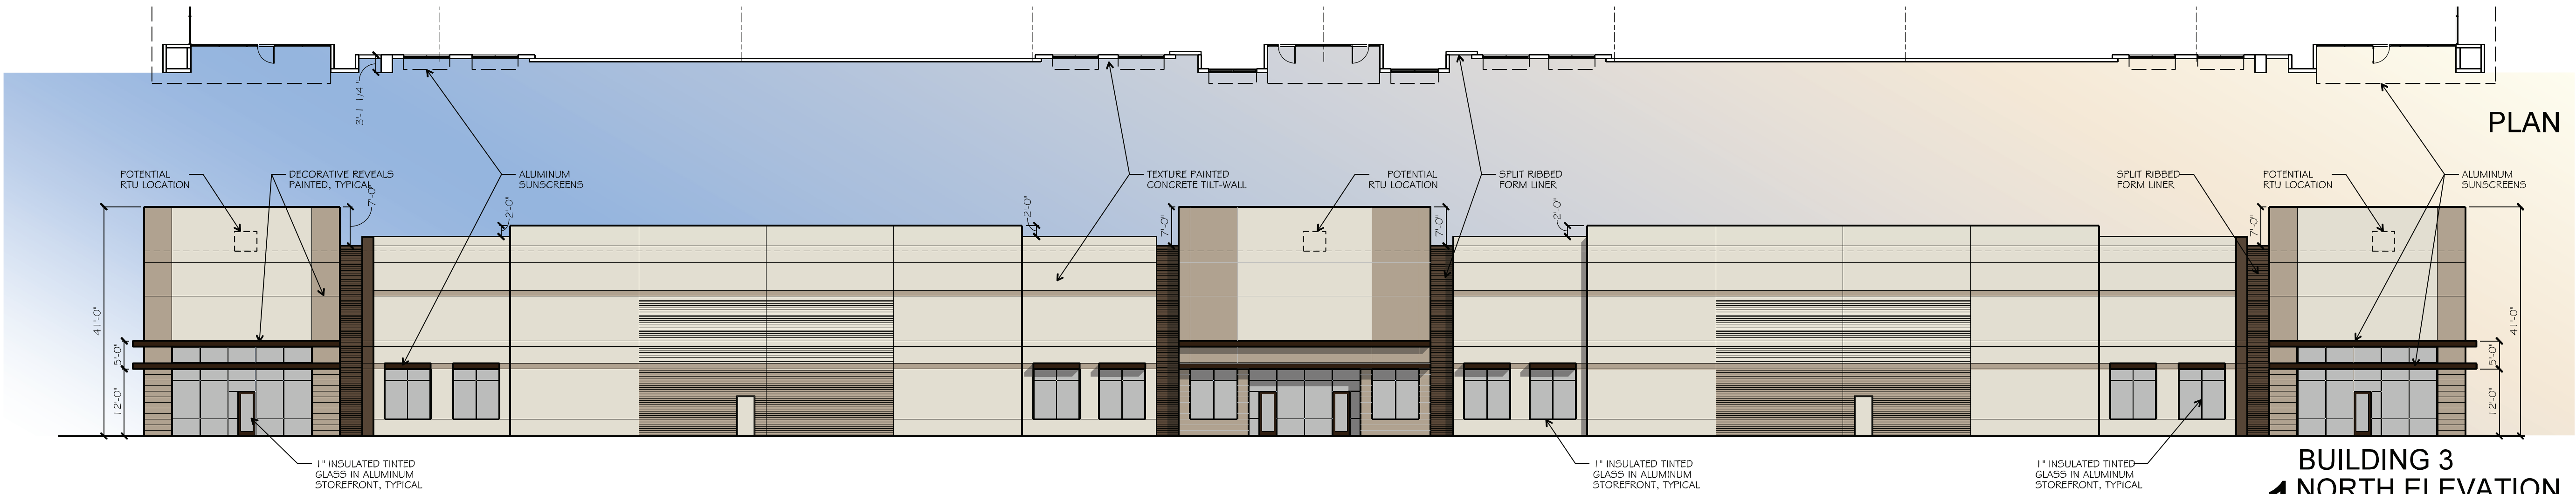 3'-1 1/4"
PLAN
POTENTIAL
RTU LOCATION
DECORATIVE REVEALS
PAINTED, TYPICAL
ALUMINUM
SUNSCREENS
TEXTURE PAINTED
CONCRETE TILT-WALL
POTENTIAL
RTU LOCATION
SPLIT RIBBED
FORM LINER
SPLIT RIBBED
FORM LINER
POTENTIAL
RTU LOCATION
ALUMINUM
SUNSCREENS
7'-0"
2'-0"
2'-0"
7'-0"
7'-0"
2'-0"
7'-0"
41'-0"
5'-0"
12'-0"
41'-0"
5'-0"
12'-0"
1" INSULATED TINTED
GLASS IN ALUMINUM
STOREFRONT, TYPICAL
1" INSULATED TINTED
GLASS IN ALUMINUM
STOREFRONT, TYPICAL
1" INSULATED TINTED
GLASS IN ALUMINUM
STOREFRONT, TYPICAL
BUILDING 3
1 NORTH ELEVATION